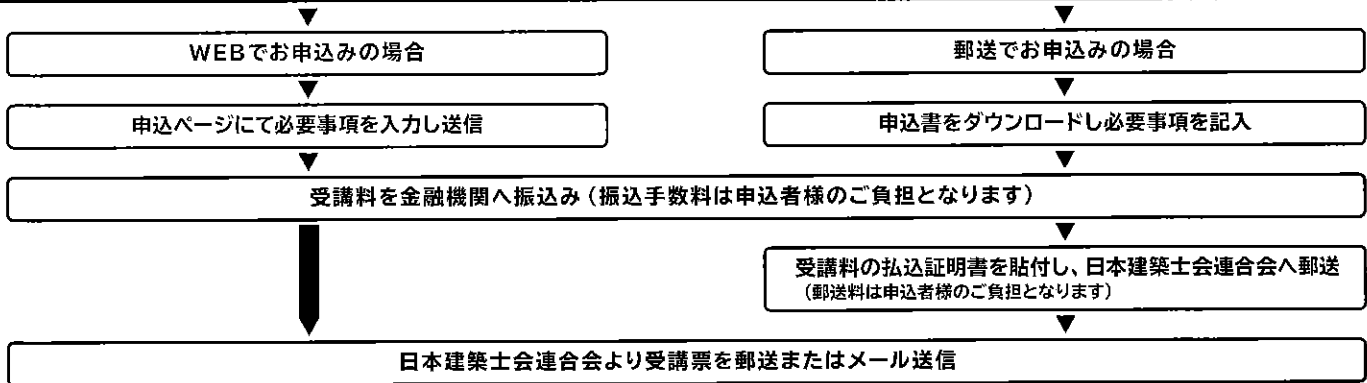 WEBでお申込みの場合
郵送でお申込みの場合
申込ページにて必要事項を入力し送信
申込書をダウンロードし必要事項を記入
受講料を金融機関へ振込み（振込手数料は申込者様のご負担となります）
受講料の払込証明書を貼付し、日本建築士会連合会へ郵送
（郵送料は申込者様のご負担となります）
日本建築士会連合会より受講票を郵送またはメール送信